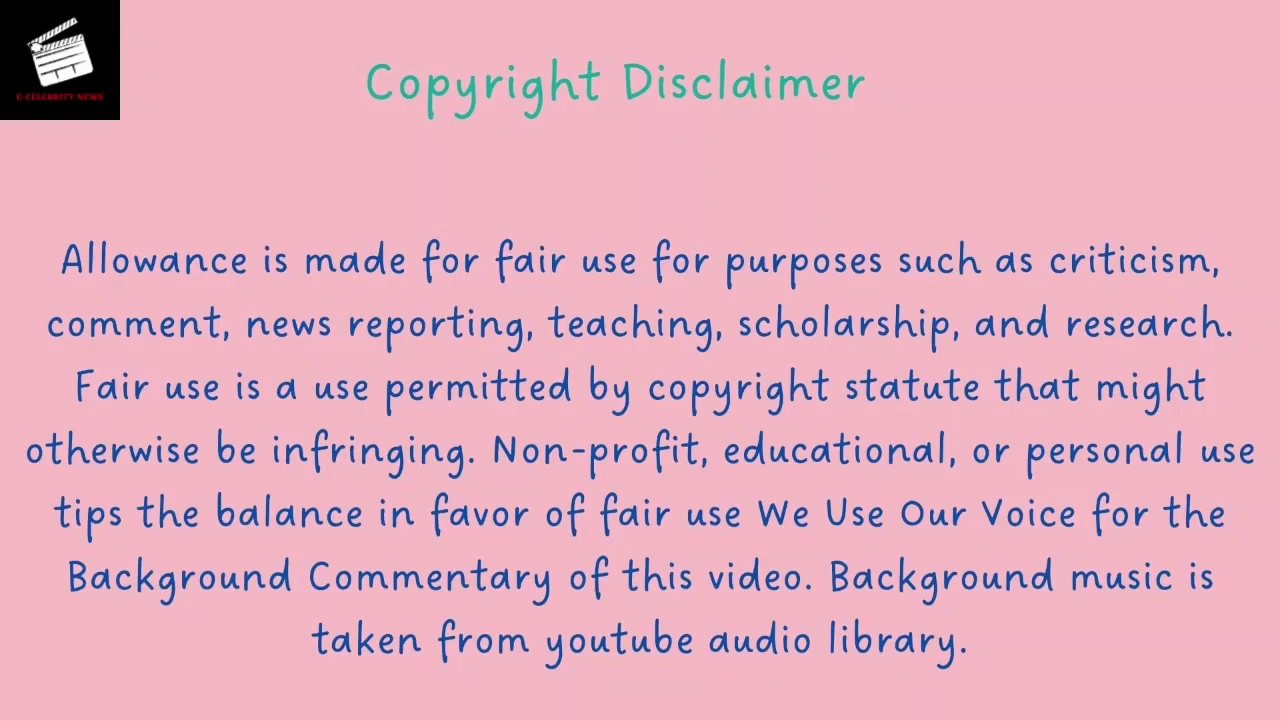 E-CELEBRITY NEWS
Copyright Disclaimer
Allowance is made for fair use for purposes such as criticism,
comment, news reporting, teaching, scholarship, and research.
Fair use is a use permitted by copyright statute that might
otherwise be infringing. Non-profit, educational, or personal use
tips the balance in favor of fair use We Use Our Voice for the
Background Commentary of this video. Background music is
taken from youtube audio library.